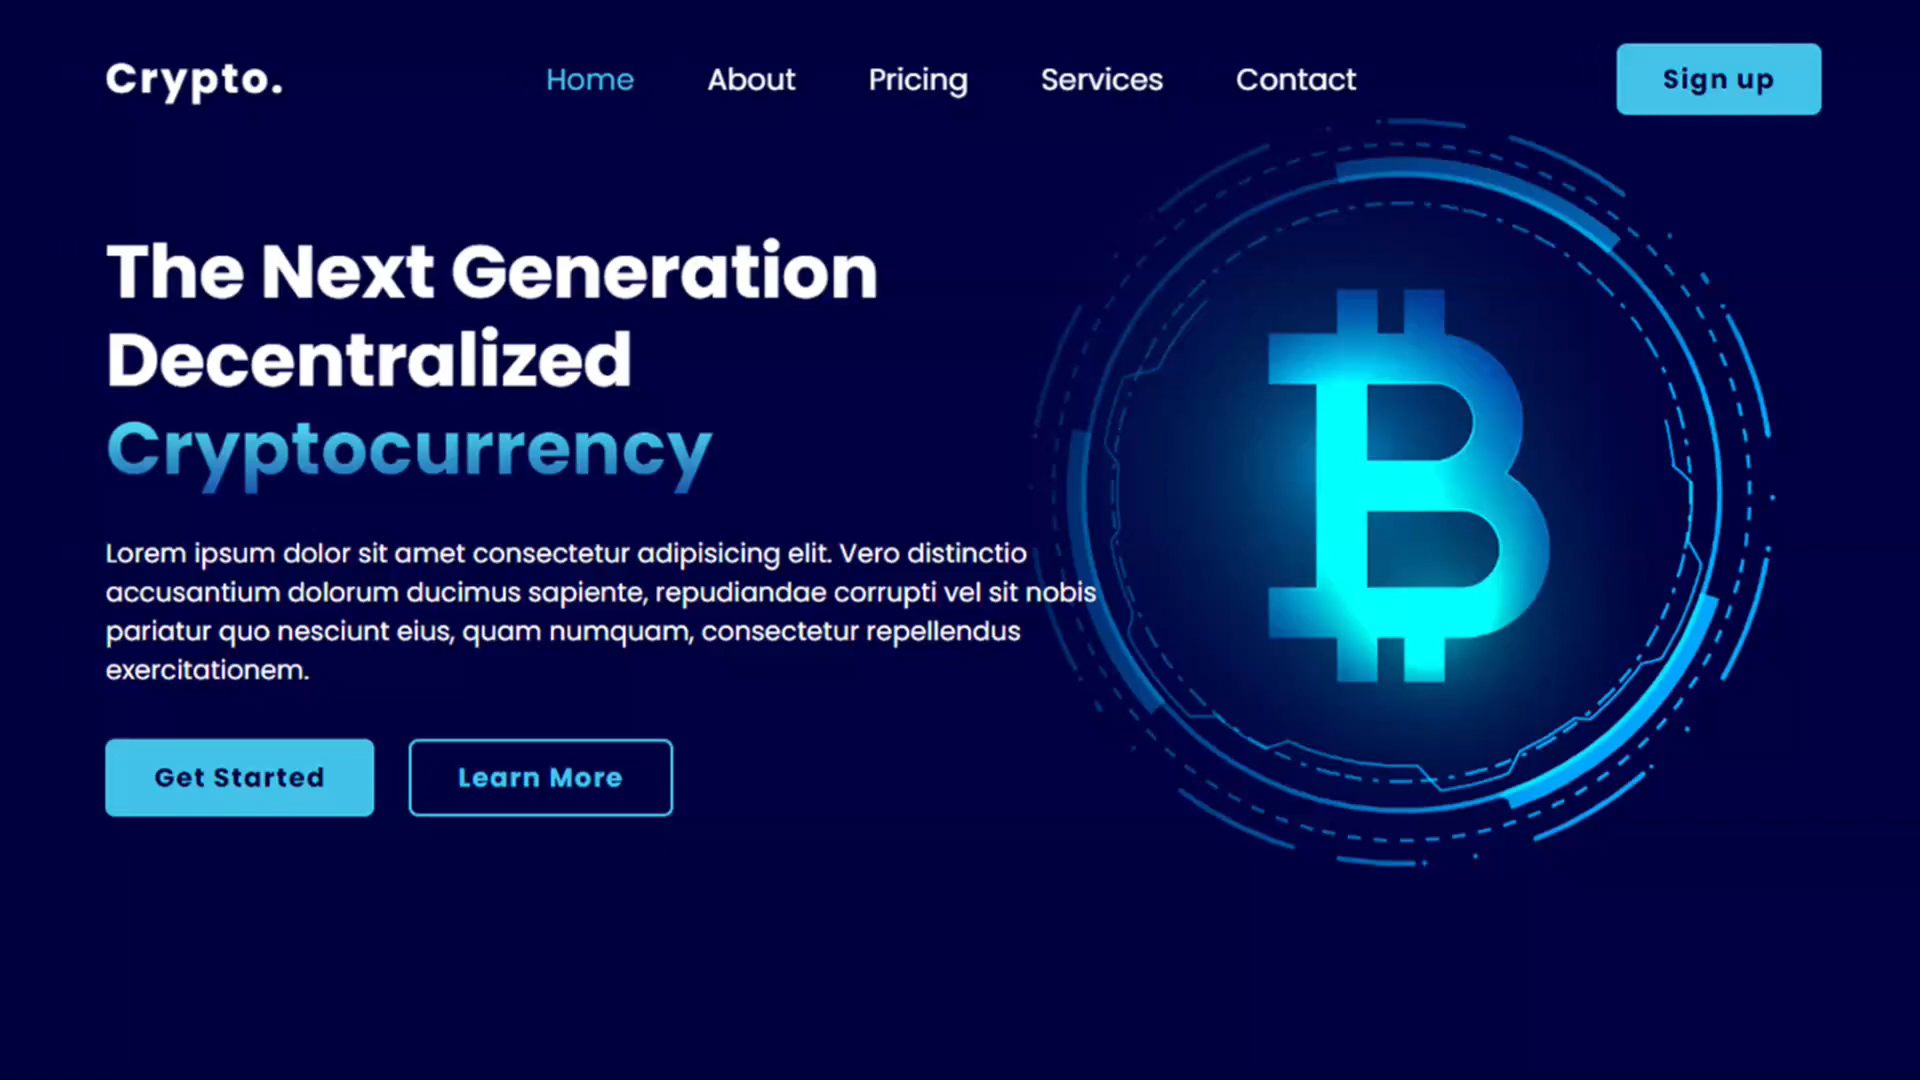 Crypto.
Home About Pricing Services Contact
Sign up
The Next Generation
Decentralized
Cryptocurrency
Lorem ipsum dolor sit amet consectetur adipisicing elit. Vero distinctio
accusantium dolorum ducimus sapiente, repudiandae corrupti vel sit nobis
pariatur quo nesciunt eius, quam numquam, consectetur repellendus
exercitationem.
Get Started
Learn More